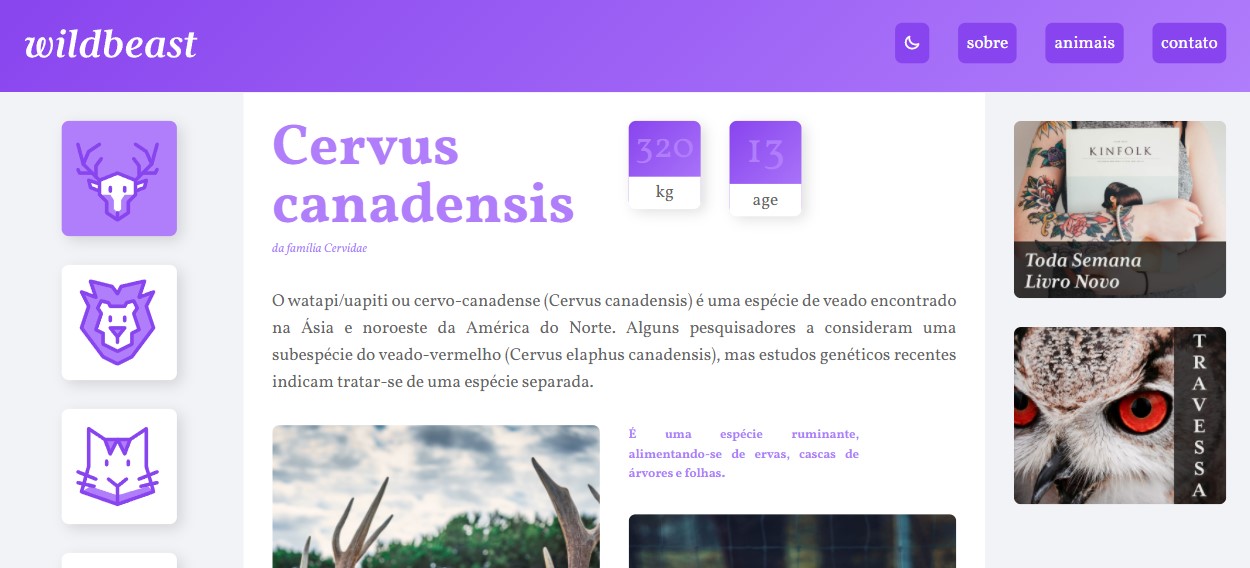 wildbeast
sobre
animais
contato
Cervus
canadensis
da família Cervidae
320
kg
13
age
O watapi/uapiti ou cervo-canadense (Cervus canadensis) é uma espécie de veado encontrado
na Ásia e noroeste da América do Norte. Alguns pesquisadores a consideram uma
subespécie do veado-vermelho (Cervus elaphus canadensis), mas estudos genéticos recentes
indicam tratar-se de uma espécie separada.
É uma espécie ruminante,
alimentando-se de ervas, cascas de
árvores e folhas.
KINFOLK
Toda Semana
Livro Novo
TRAVESSA